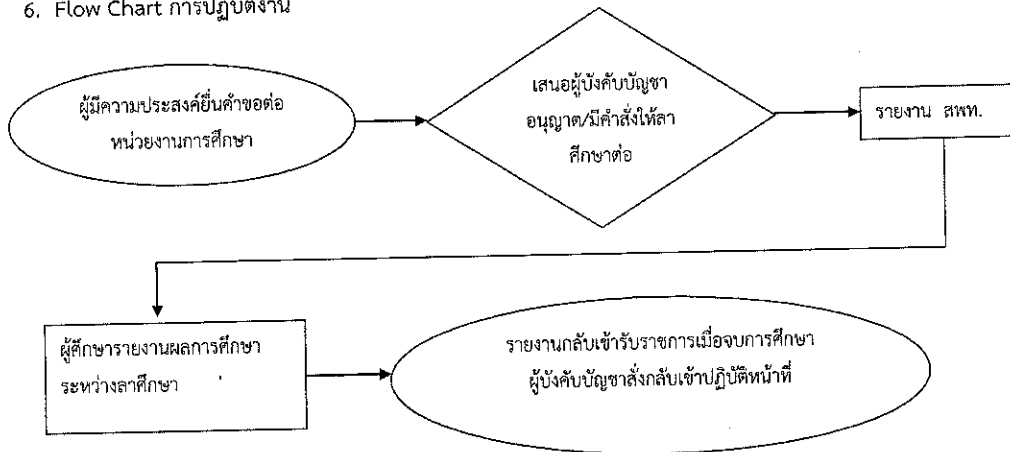 6. Flow Chart การปฏิบัติงาน
ผู้มีความประสงค์ยื่นคำขอต่อ
หน่วยงานการศึกษา
เสนอผู้บังคับบัญชา
อนุญาต/มีคำสั่งให้ลา
ศึกษาต่อ
รายงาน สพท.
ผู้ศึกษารายงานผลการศึกษา
ระหว่างลาศึกษา
รายงานกลับเข้ารับราชการเมื่อจบการศึกษา
ผู้บังคับบัญชาสั่งกลับเข้าปฏิบัติหน้าที่